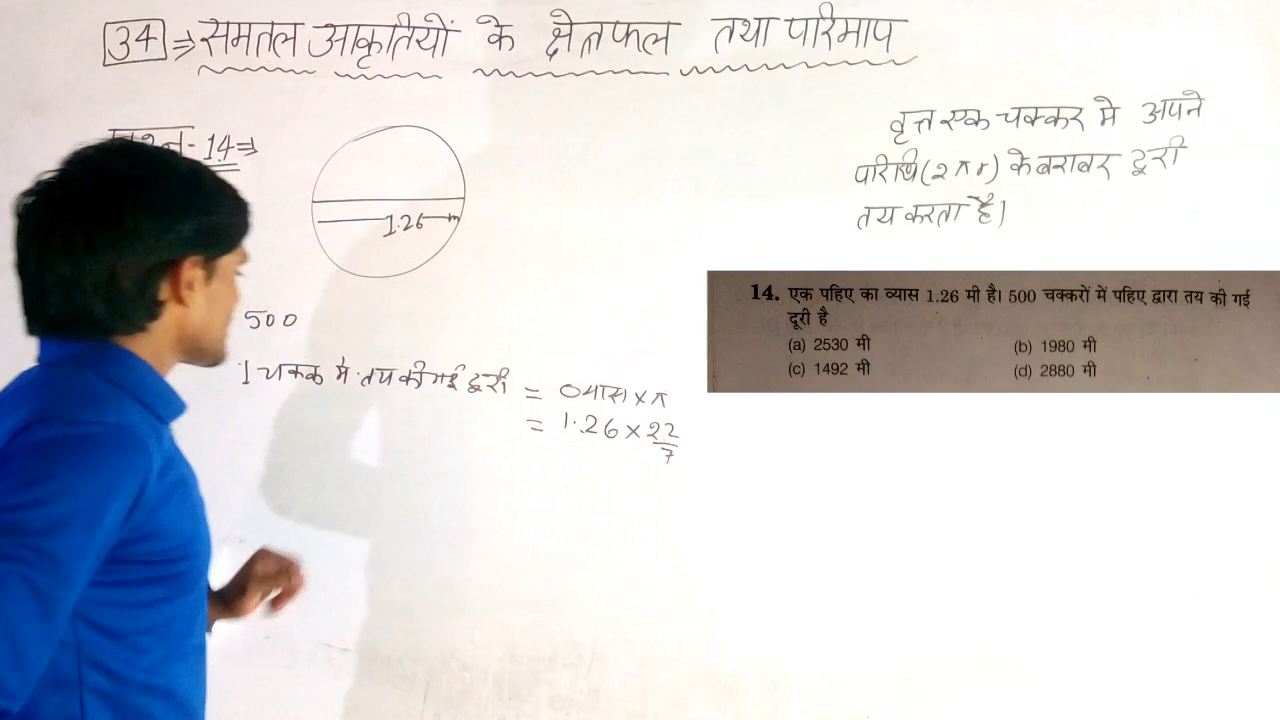 34 ⇒ समतल आकृतियों के क्षेतफल तथा परिमाप
प्रश्न - 14 ⇒
1.26 m
वृत्त एक चक्कर मे अपने
परिधि (2πr) के बराबर दूरी
तय करता है।
14. एक पहिए का व्यास 1.26 मी है। 500 चक्करों में पहिए द्वारा तय की गई
दूरी है
(a) 2530 मी (b) 1980 मी
(c) 1492 मी (d) 2880 मी
500
1 चक्क मे तय की गई दूरी = व्यास × π
= 1.26 × 22/7